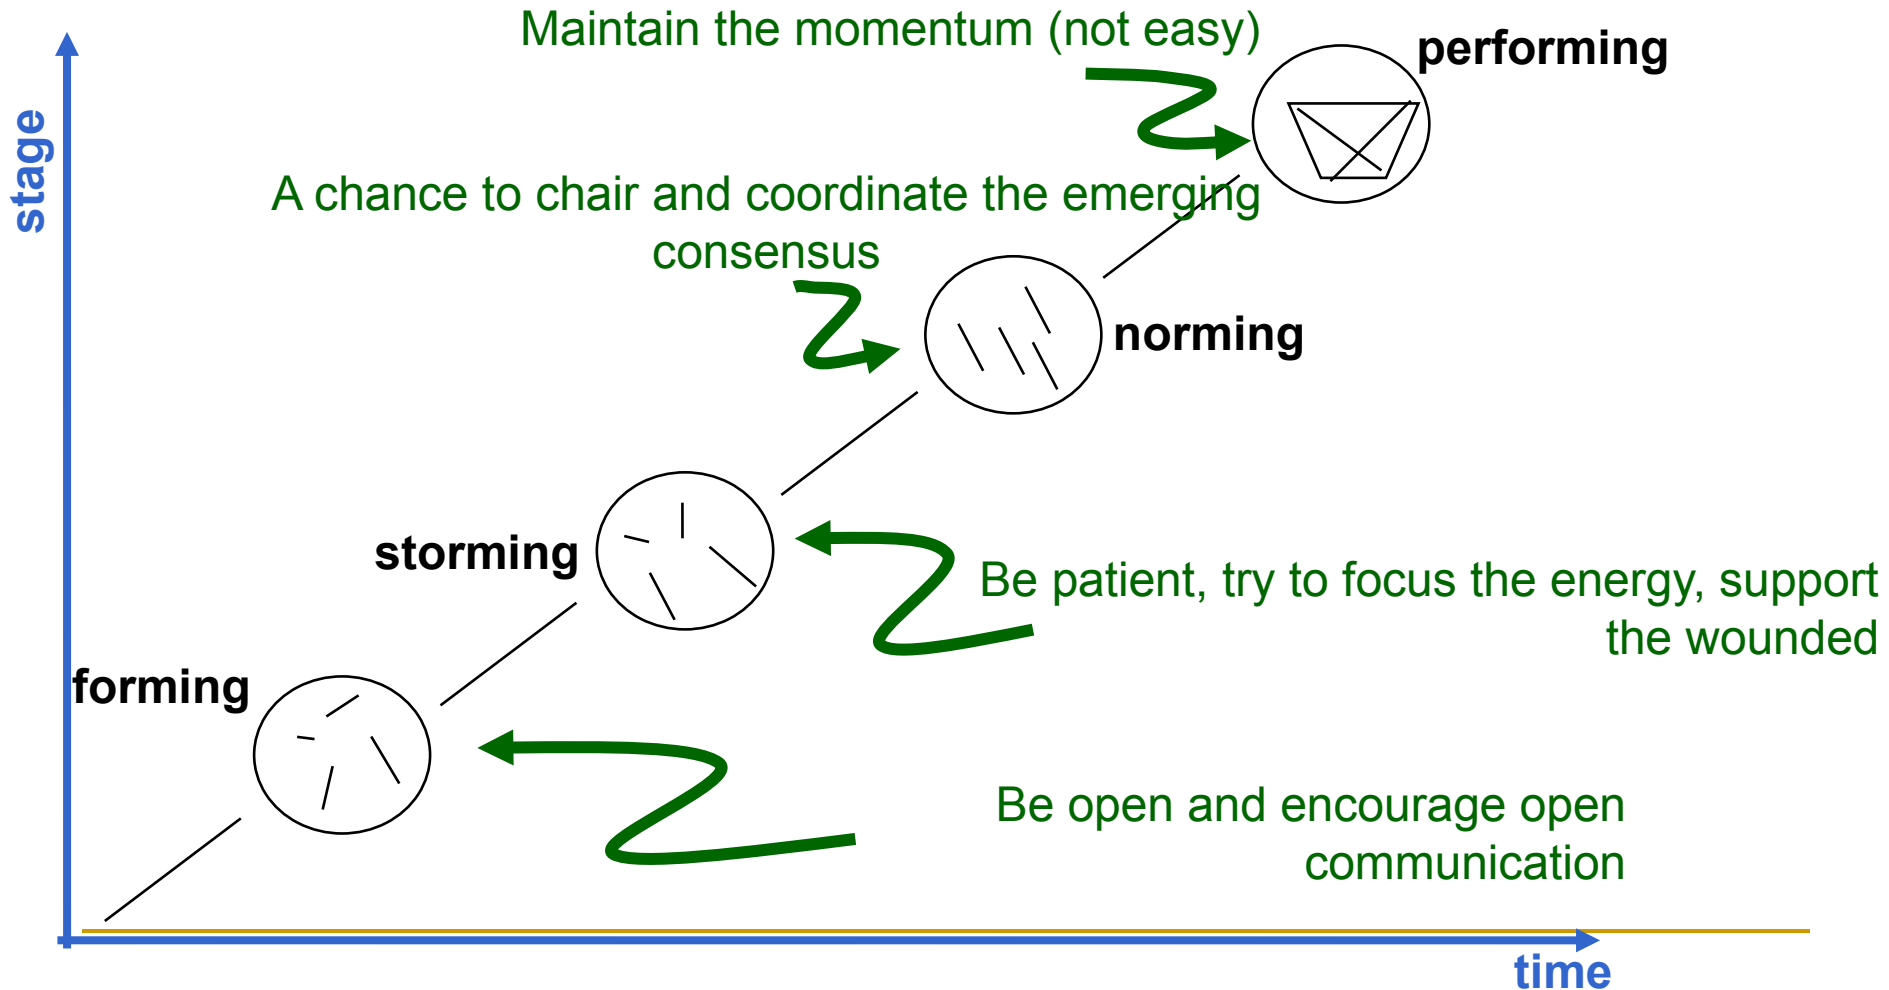 Maintain the momentum (not easy)
performing
stage
A chance to chair and coordinate the emerging
consensus
norming
storming
Be patient, try to focus the energy, support
the wounded
forming
Be open and encourage open
communication
time